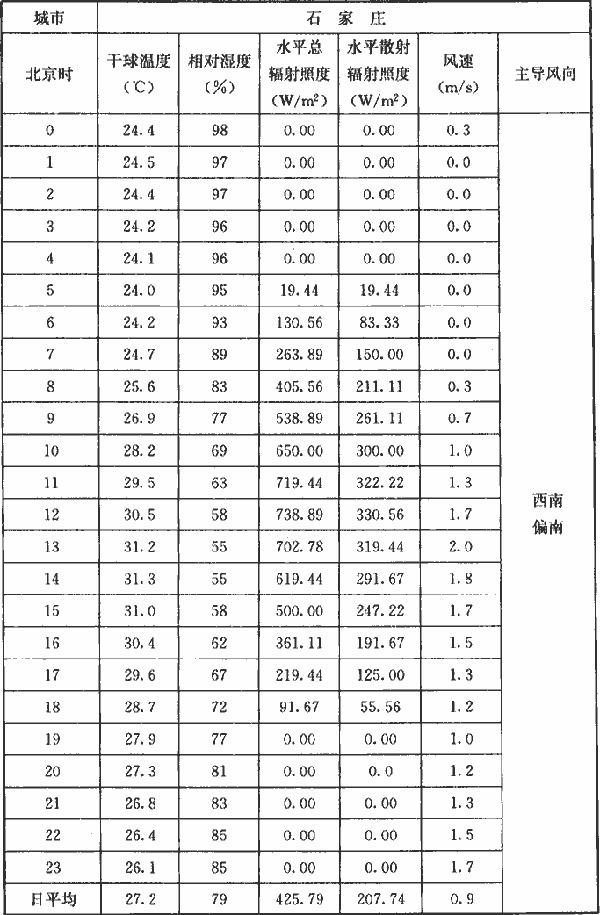 城市 石家庄
北京时 干球温度(℃) 相对湿度(%) 水平总辐射照度(W/m²) 水平散射辐射照度(W/m²) 风速(m/s) 主导风向
0 24.4 98 0.00 0.00 0.3
1 24.5 97 0.00 0.00 0.0
2 24.4 97 0.00 0.00 0.0
3 24.2 96 0.00 0.00 0.0
4 24.1 96 0.00 0.00 0.0
5 24.0 95 19.44 19.44 0.0
6 24.2 93 130.56 83.33 0.0
7 24.7 89 263.89 150.00 0.0
8 25.6 83 405.56 211.11 0.3
9 26.9 77 538.89 261.11 0.7
10 28.2 69 650.00 300.00 1.0
11 29.5 63 719.44 322.22 1.3
12 30.5 58 738.89 330.56 1.7
西南
偏南
13 31.2 55 702.78 319.44 2.0
14 31.3 55 619.44 291.67 1.8
15 31.0 58 500.00 247.22 1.7
16 30.4 62 361.11 191.67 1.5
17 29.6 67 219.44 125.00 1.3
18 28.7 72 91.67 55.56 1.2
19 27.9 77 0.00 0.00 1.0
20 27.3 81 0.00 0.0 1.2
21 26.8 83 0.00 0.00 1.3
22 26.4 85 0.00 0.00 1.5
23 26.1 85 0.00 0.00 1.7
日平均 27.2 79 425.79 207.74 0.9